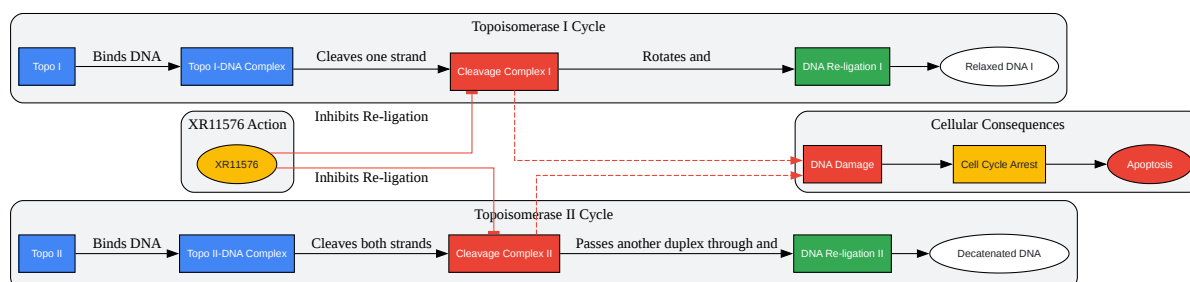 Topoisomerase I Cycle
Topo I
Binds DNA
Topo I-DNA Complex
Cleaves one strand
Cleavage Complex I
Rotates and
DNA Re-ligation I
Relaxed DNA I
XR11576 Action
XR11576
Inhibits Re-ligation
Inhibits Re-ligation
Cellular Consequences
DNA Damage
Cell Cycle Arrest
Apoptosis
Topoisomerase II Cycle
Topo II
Binds DNA
Topo II-DNA Complex
Cleaves both strands
Cleavage Complex II
Passes another duplex through and
DNA Re-ligation II
Decatenated DNA